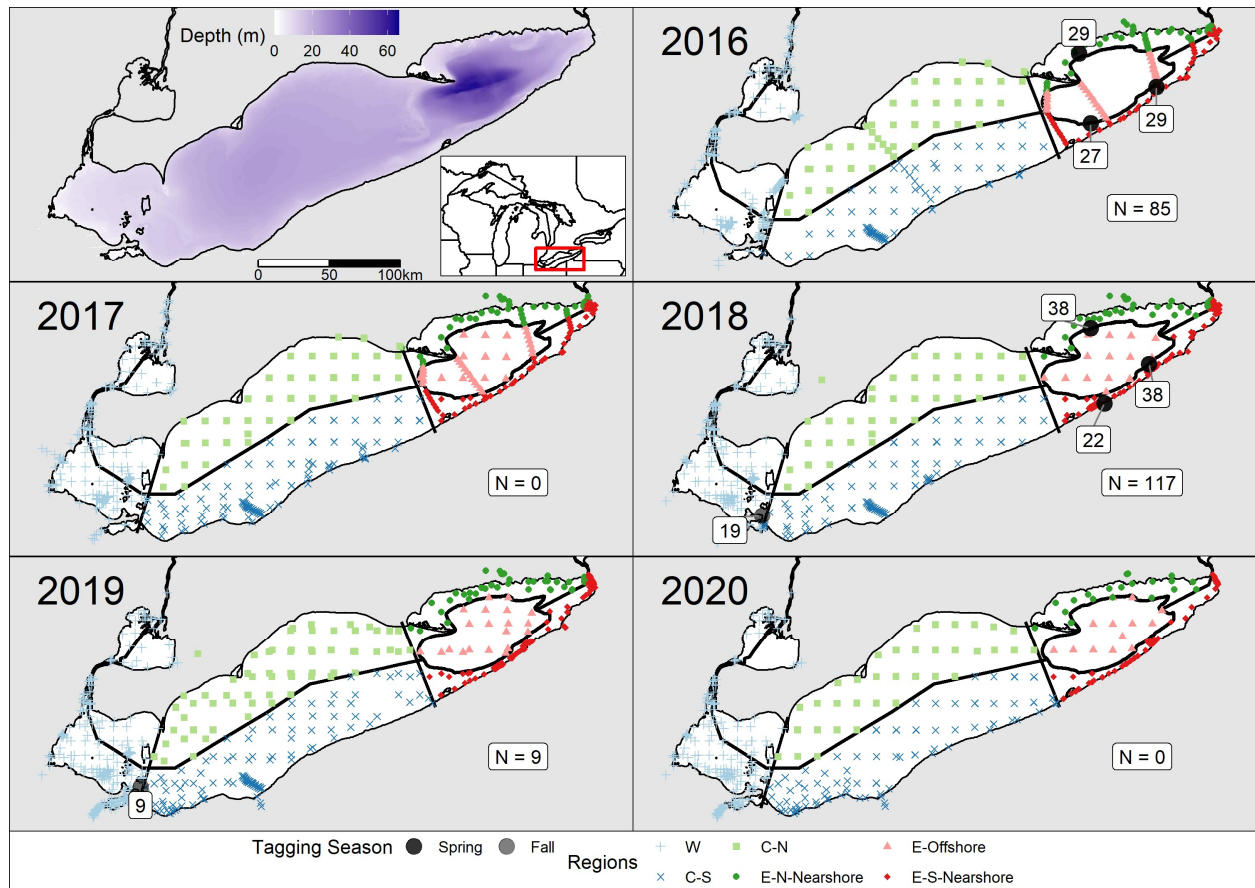 Depth (m)
0 20 40 60
0 50 100km
2016
29
29
27
N = 85
2017
N = 0
2018
38
38
22
19
N = 117
2019
9
N = 9
2020
N = 0
Tagging Season Spring Fall
Regions
W C-N E-Offshore
C-S E-N-Nearshore E-S-Nearshore